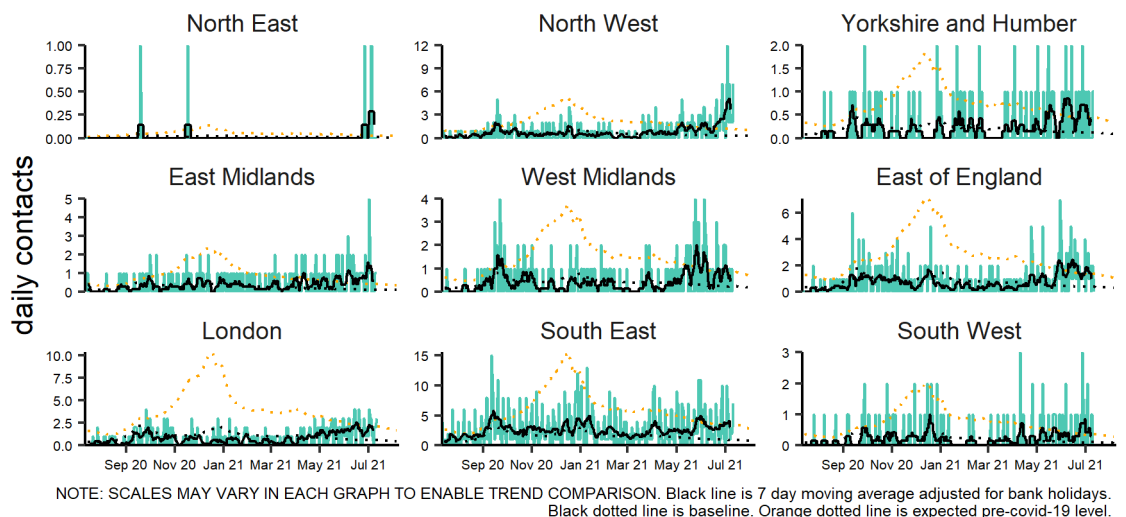 North East
North West
Yorkshire and Humber
1.00
0.75
0.50
0.25
0.00
12
9
6
3
0
2.0
1.5
1.0
0.5
0.0
East Midlands
West Midlands
East of England
5
4
3
2
1
0
4
3
2
1
0
6
4
2
0
daily contacts
London
South East
South West
10.0
7.5
5.0
2.5
0.0
15
10
5
0
3
2
1
0
Sep 20 Nov 20 Jan 21 Mar 21 May 21 Jul 21
Sep 20 Nov 20 Jan 21 Mar 21 May 21 Jul 21
Sep 20 Nov 20 Jan 21 Mar 21 May 21 Jul 21
NOTE: SCALES MAY VARY IN EACH GRAPH TO ENABLE TREND COMPARISON. Black line is 7 day moving average adjusted for bank holidays.
Black dotted line is baseline. Orange dotted line is expected pre-covid-19 level.